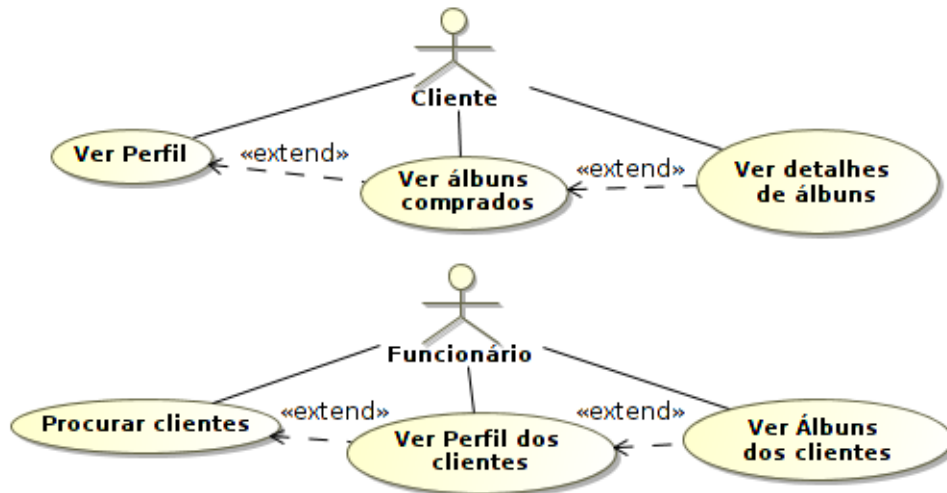 Cliente
Ver Perfil
«extend»
Ver álbuns
comprados
«extend»
Ver detalhes
de álbuns
Funcionário
Procurar clientes
«extend»
Ver Perfil dos
clientes
«extend»
Ver Álbuns
dos clientes